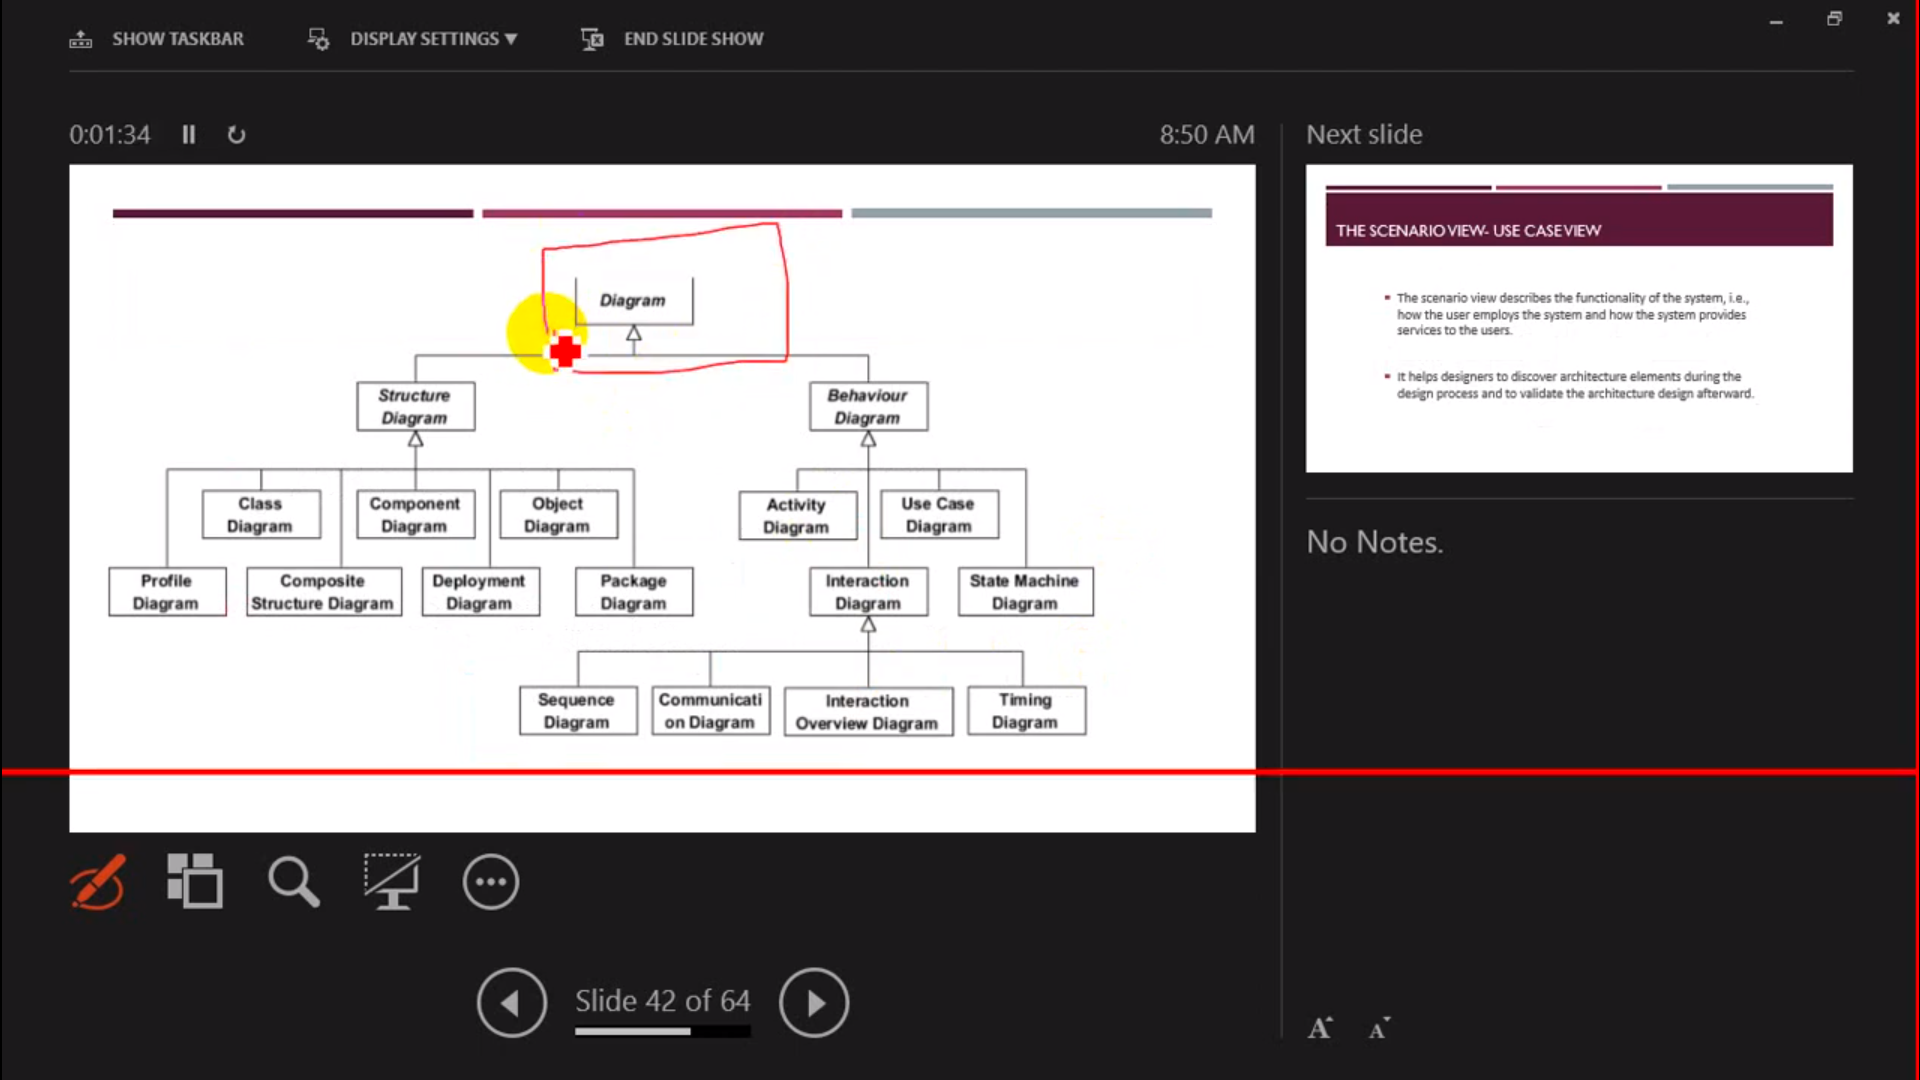 SHOW TASKBAR
DISPLAY SETTINGS ▼
END SLIDE SHOW
0:01:34
8:50 AM
Next slide
Diagram
Structure
Diagram
Behaviour
Diagram
Class
Diagram
Component
Diagram
Object
Diagram
Activity
Diagram
Use Case
Diagram
Profile
Diagram
Composite
Structure Diagram
Deployment
Diagram
Package
Diagram
Interaction
Diagram
State Machine
Diagram
Sequence
Diagram
Communicati
on Diagram
Interaction
Overview Diagram
Timing
Diagram
THE SCENARIO VIEW- USE CASE VIEW
▪ The scenario view describes the functionality of the system, i.e.,
how the user employs the system and how the system provides
services to the users.
▪ It helps designers to discover architecture elements during the
design process and to validate the architecture design afterward.
No Notes.
Slide 42 of 64
A A